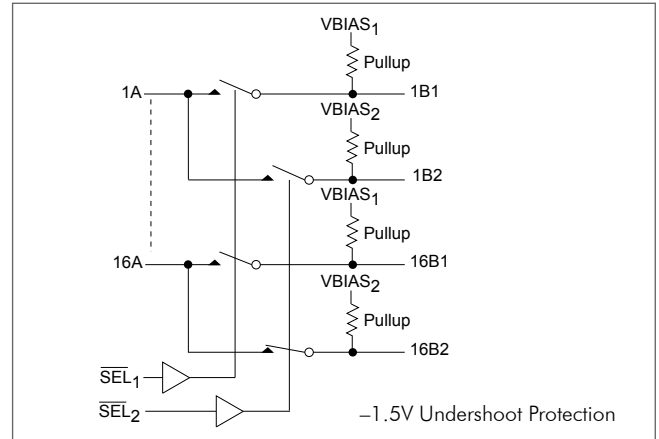 VBIAS1
Pullup
1A
1B1
VBIAS2
Pullup
1B2
VBIAS1
Pullup
16A
16B1
VBIAS2
Pullup
16B2
SEL1
SEL2
–1.5V Undershoot Protection